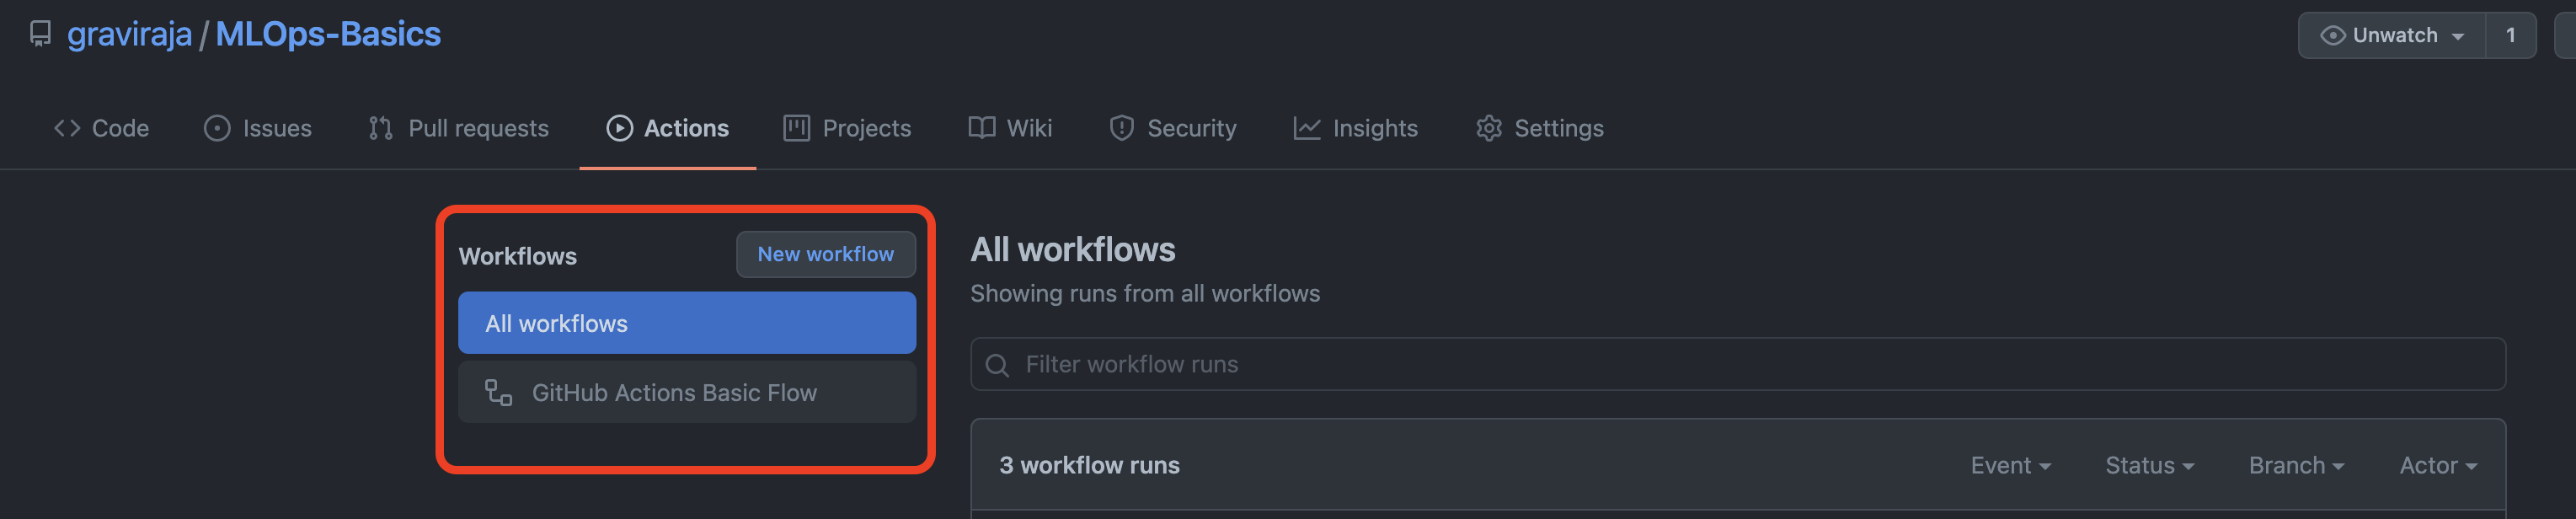 graviraja / MLOps-Basics
Unwatch 1
Code Issues Pull requests Actions Projects Wiki Security Insights Settings
Workflows New workflow
All workflows
GitHub Actions Basic Flow
All workflows
Showing runs from all workflows
Filter workflow runs
3 workflow runs Event Status Branch Actor